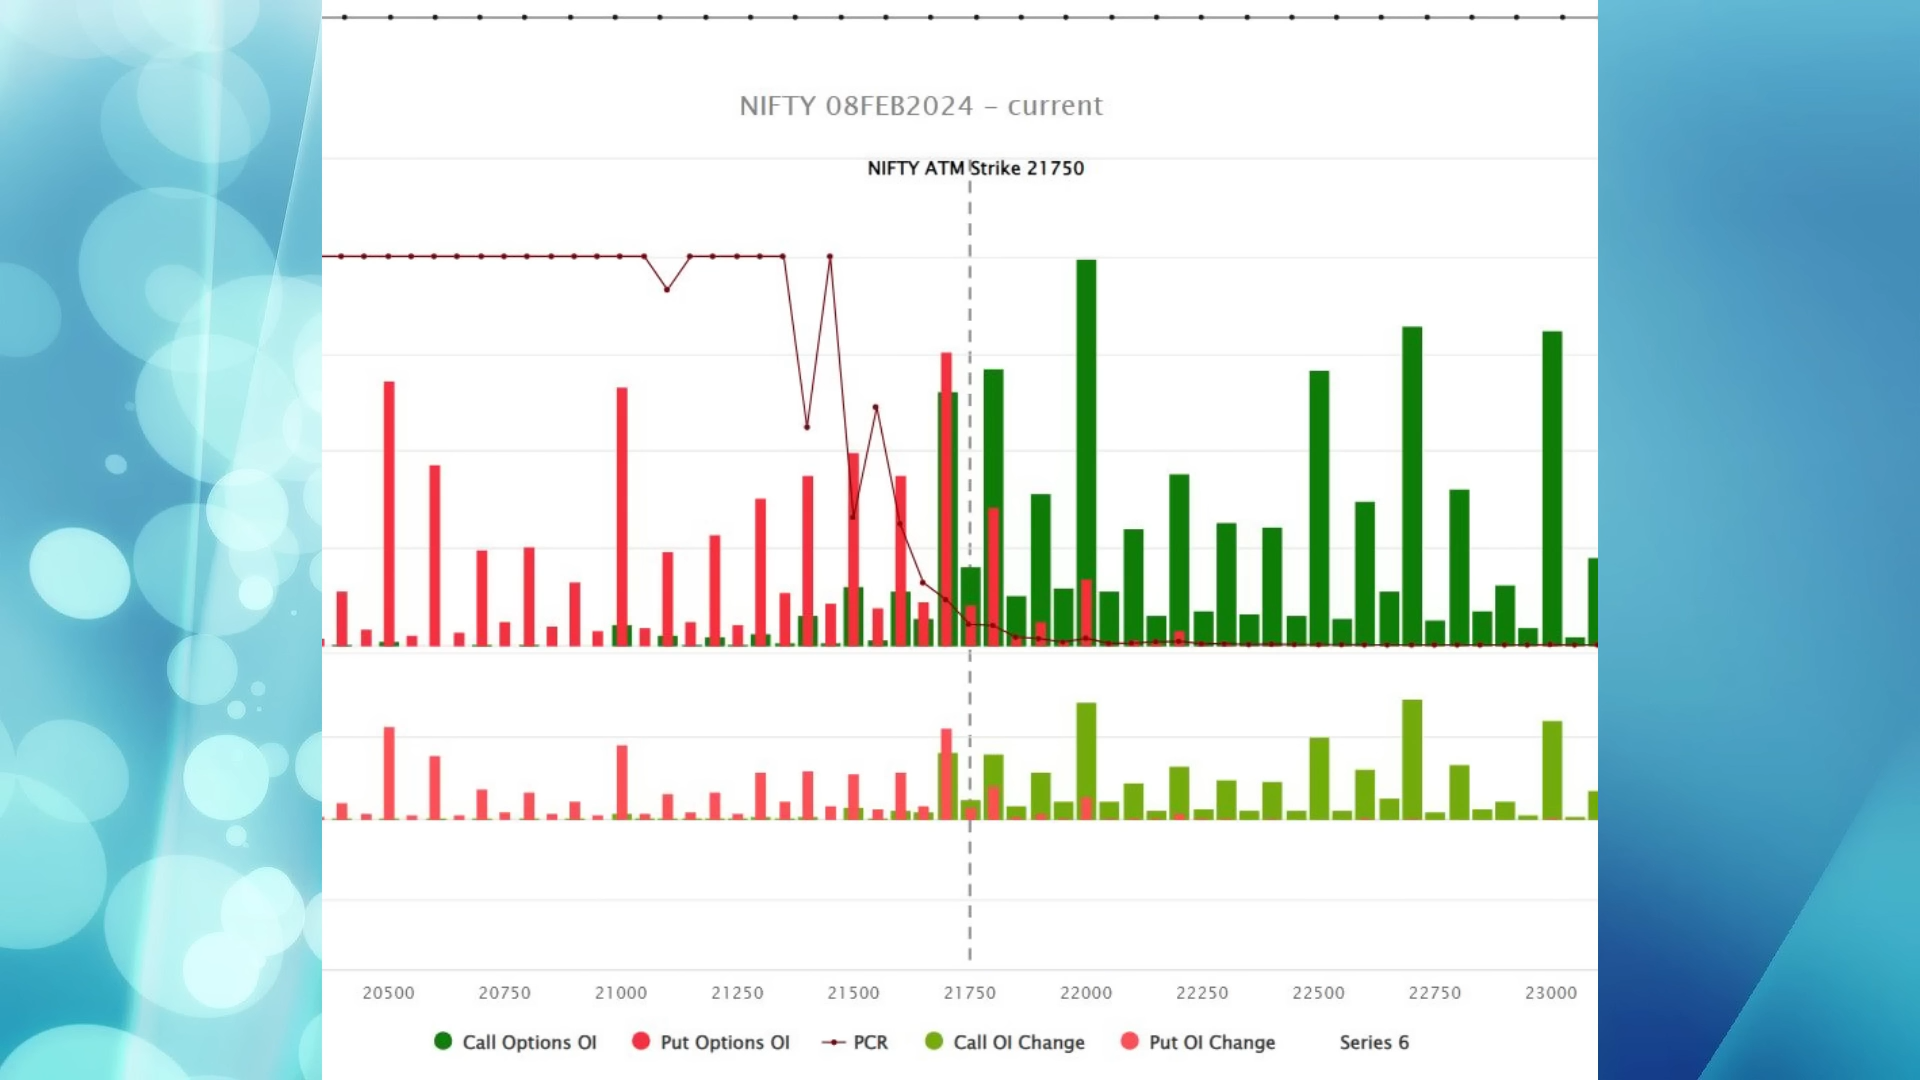 NIFTY 08FEB2024 – current
NIFTY ATM Strike 21750
20500 20750 21000 21250 21500 21750 22000 22250 22500 22750 23000
Call Options OI Put Options OI PCR Call OI Change Put OI Change Series 6